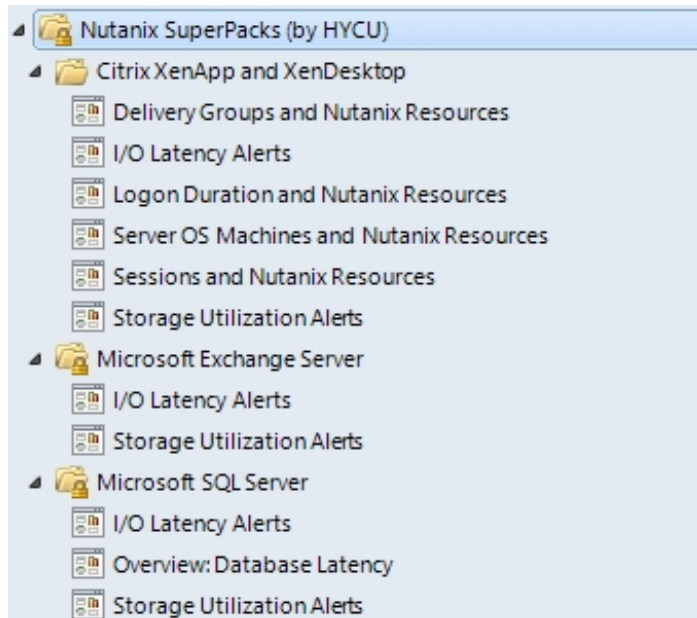 Nutanix SuperPacks (by HYCU)
Citrix XenApp and XenDesktop
Delivery Groups and Nutanix Resources
I/O Latency Alerts
Logon Duration and Nutanix Resources
Server OS Machines and Nutanix Resources
Sessions and Nutanix Resources
Storage Utilization Alerts
Microsoft Exchange Server
I/O Latency Alerts
Storage Utilization Alerts
Microsoft SQL Server
I/O Latency Alerts
Overview: Database Latency
Storage Utilization Alerts